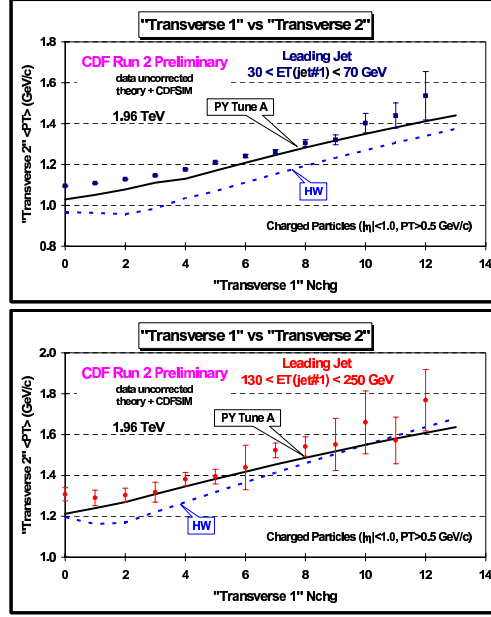 "Transverse 1" vs "Transverse 2"
CDF Run 2 Preliminary
data uncorrected
theory + CDFSIM
1.96 TeV
Leading Jet
30 < ET(jet#1) < 70 GeV
PY Tune A
HW
Charged Particles (|η|<1.0, PT>0.5 GeV/c)
"Transverse 2" <PT> (GeV/c)
1.8
1.6
1.4
1.2
1.0
0.8
0 2 4 6 8 10 12 14
"Transverse 1" Nchg
"Transverse 1" vs "Transverse 2"
CDF Run 2 Preliminary
data uncorrected
theory + CDFSIM
1.96 TeV
Leading Jet
130 < ET(jet#1) < 250 GeV
PY Tune A
HW
Charged Particles (|η|<1.0, PT>0.5 GeV/c)
"Transverse 2" <PT> (GeV/c)
2.0
1.8
1.6
1.4
1.2
1.0
0 2 4 6 8 10 12 14
"Transverse 1" Nchg